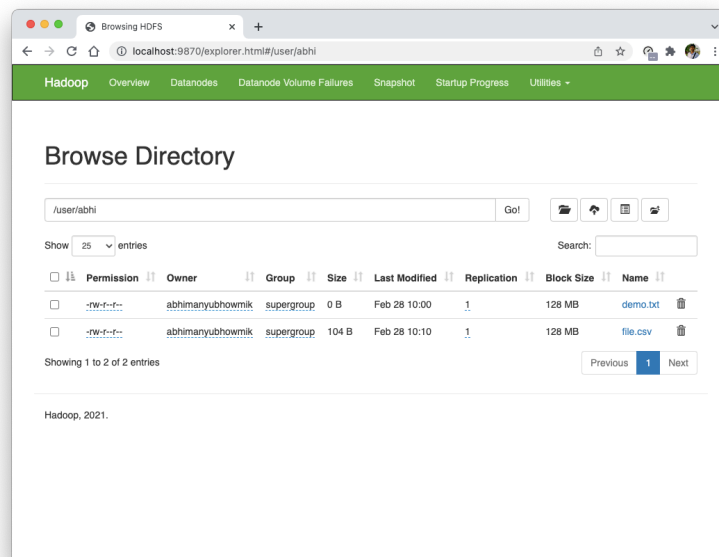 Browsing HDFS
localhost:9870/explorer.html#/user/abhi
Hadoop Overview Datanodes Datanode Volume Failures Snapshot Startup Progress Utilities
Browse Directory
/user/abhi Go!
Show 25 entries Search:
Permission Owner Group Size Last Modified Replication Block Size Name
-rw-r--r-- abhimanyubhowmik supergroup 0 B Feb 28 10:00 1 128 MB demo.txt
-rw-r--r-- abhimanyubhowmik supergroup 104 B Feb 28 10:10 1 128 MB file.csv
Showing 1 to 2 of 2 entries Previous 1 Next
Hadoop, 2021.